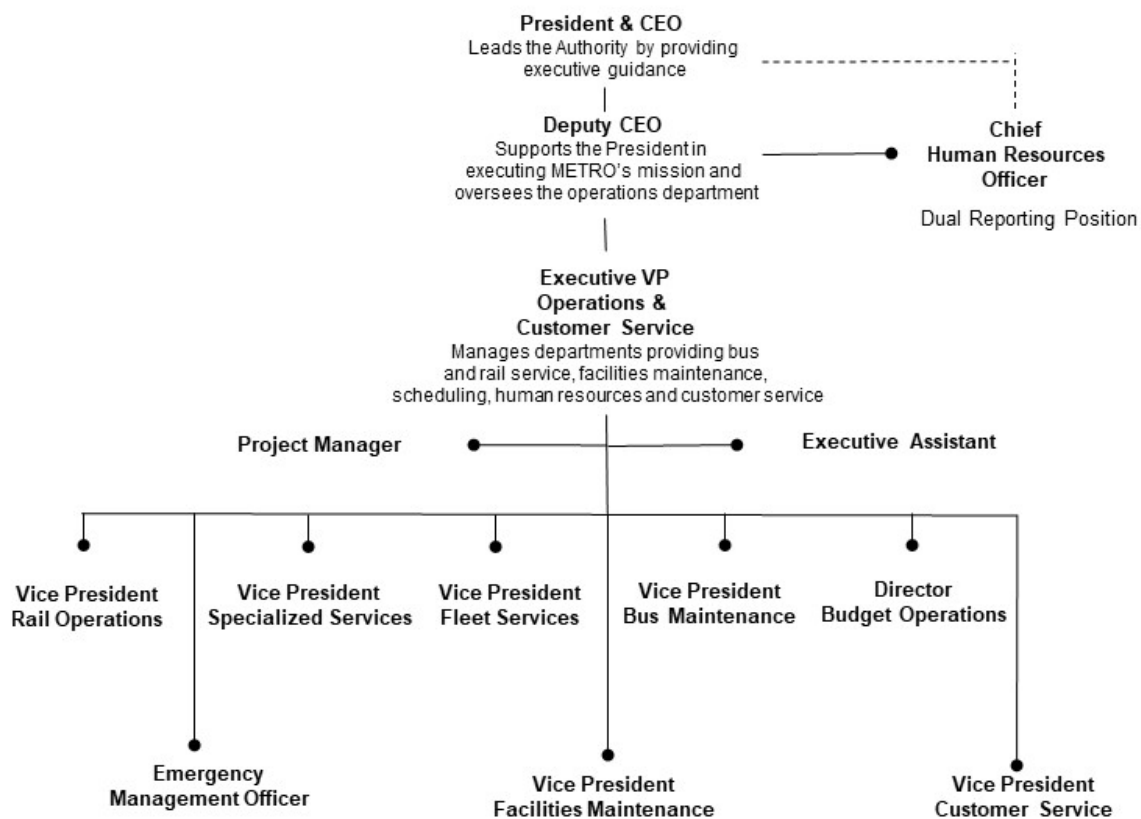 President & CEO
Leads the Authority by providing
executive guidance
Deputy CEO
Supports the President in
executing METRO's mission and
oversees the operations department
Chief
Human Resources
Officer
Dual Reporting Position
Executive VP
Operations &
Customer Service
Manages departments providing bus
and rail service, facilities maintenance,
scheduling, human resources and customer service
Project Manager
Executive Assistant
Vice President
Rail Operations
Vice President
Specialized Services
Vice President
Fleet Services
Vice President
Bus Maintenance
Director
Budget Operations
Emergency
Management Officer
Vice President
Facilities Maintenance
Vice President
Customer Service